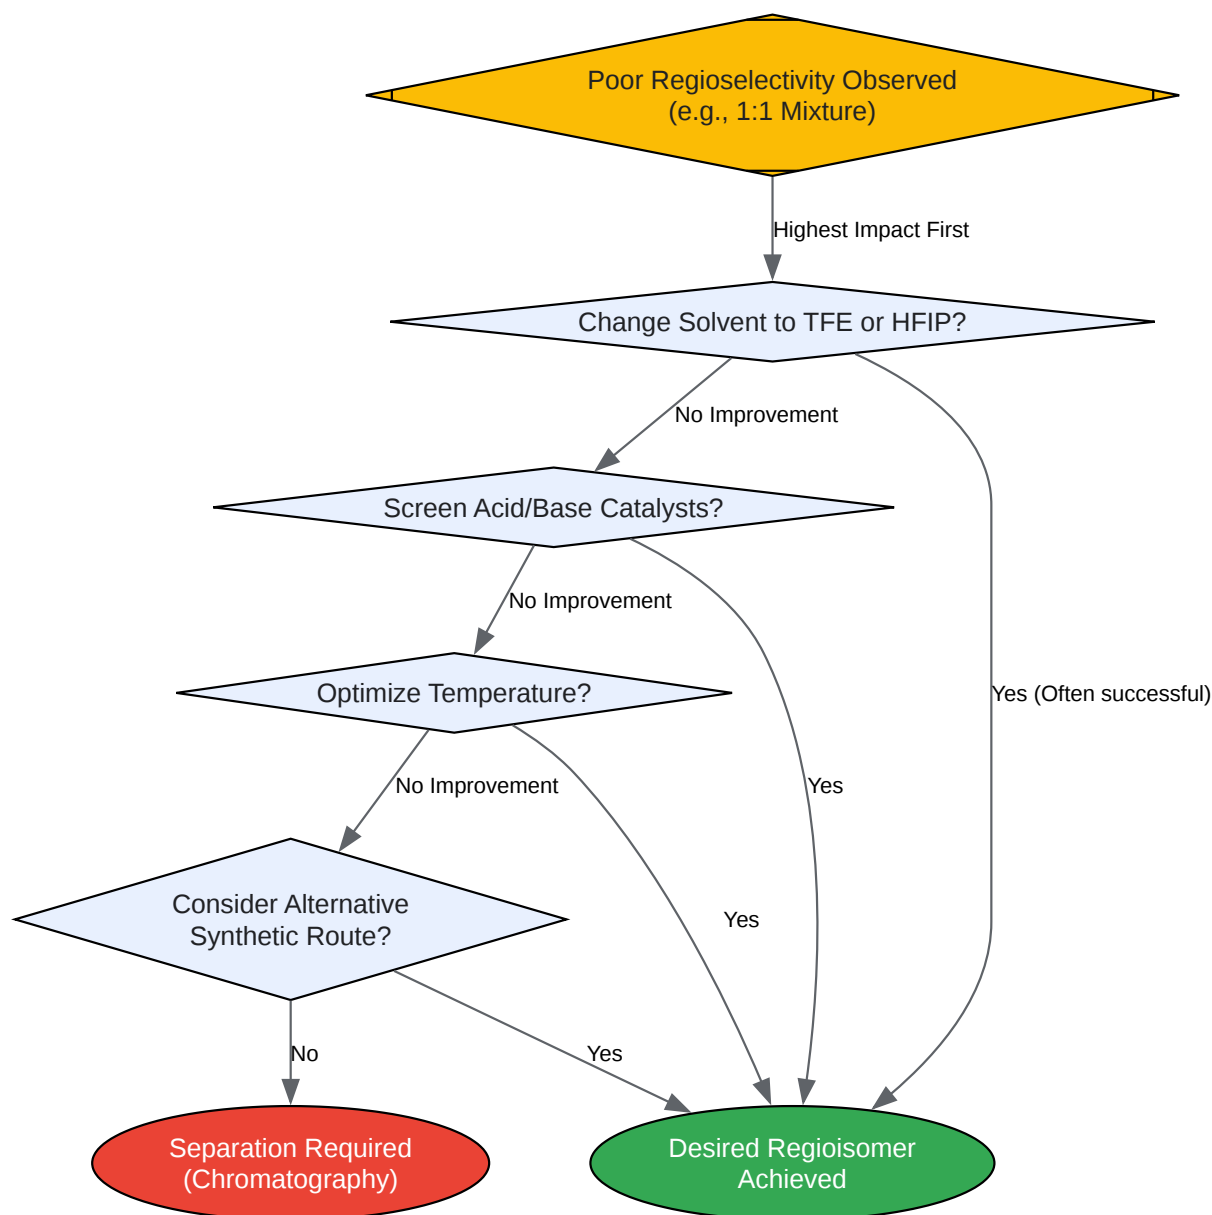 Poor Regioselectivity Observed
(e.g., 1:1 Mixture)
Highest Impact First
Change Solvent to TFE or HFIP?
No Improvement
Screen Acid/Base Catalysts?
No Improvement
Optimize Temperature?
Yes (Often successful)
No Improvement
Yes
Consider Alternative
Synthetic Route?
Yes
No
Yes
Separation Required
(Chromatography)
Desired Regioisomer
Achieved